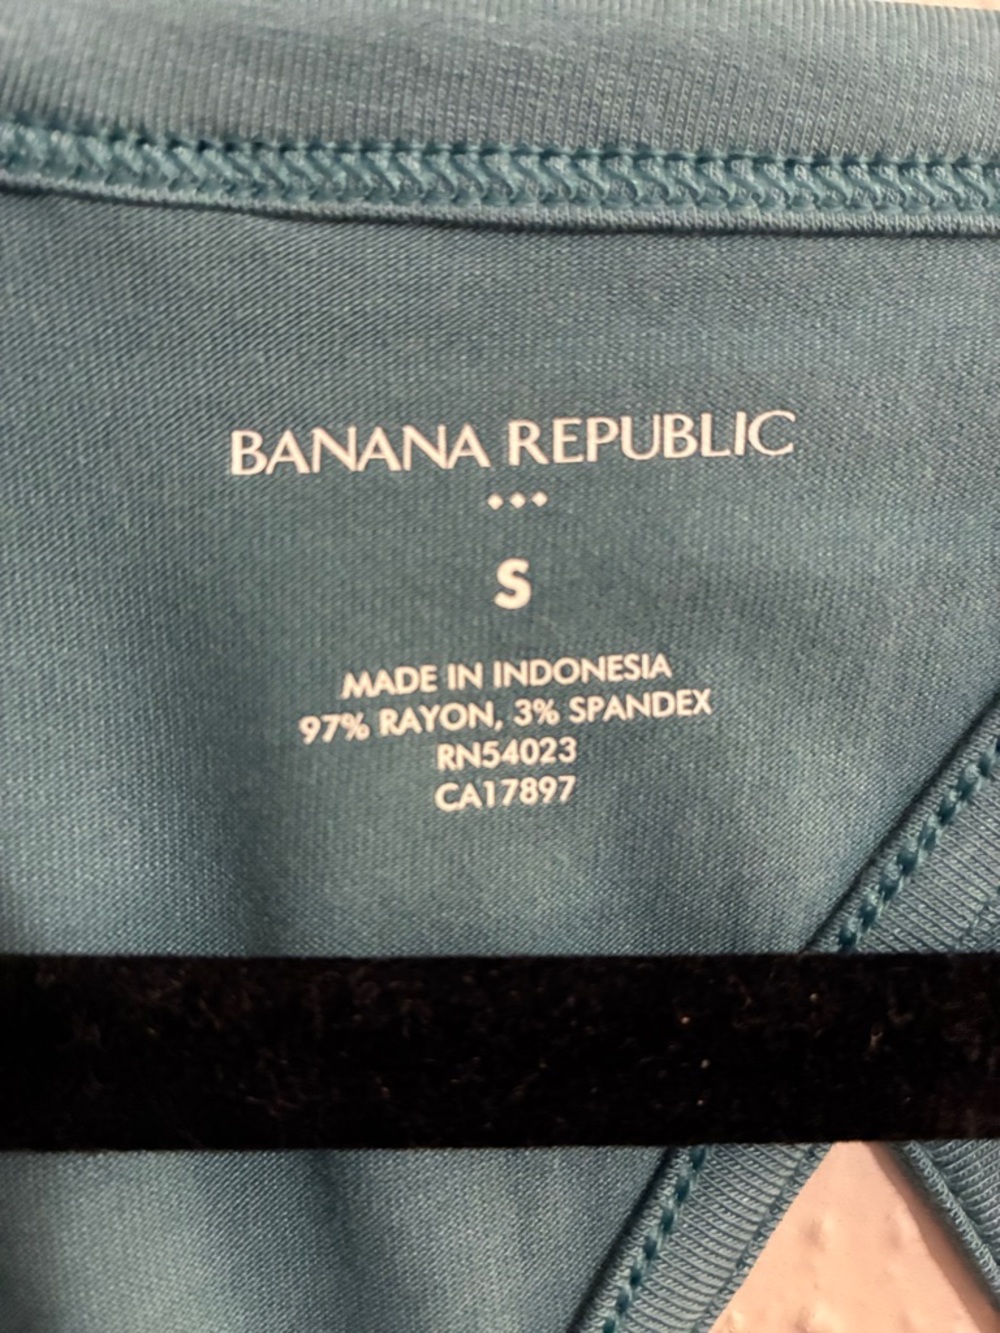 BANANA REPUBLIC
S
MADE IN INDONESIA
97% RAYON, 3% SPANDEX
RN54023
CA17897